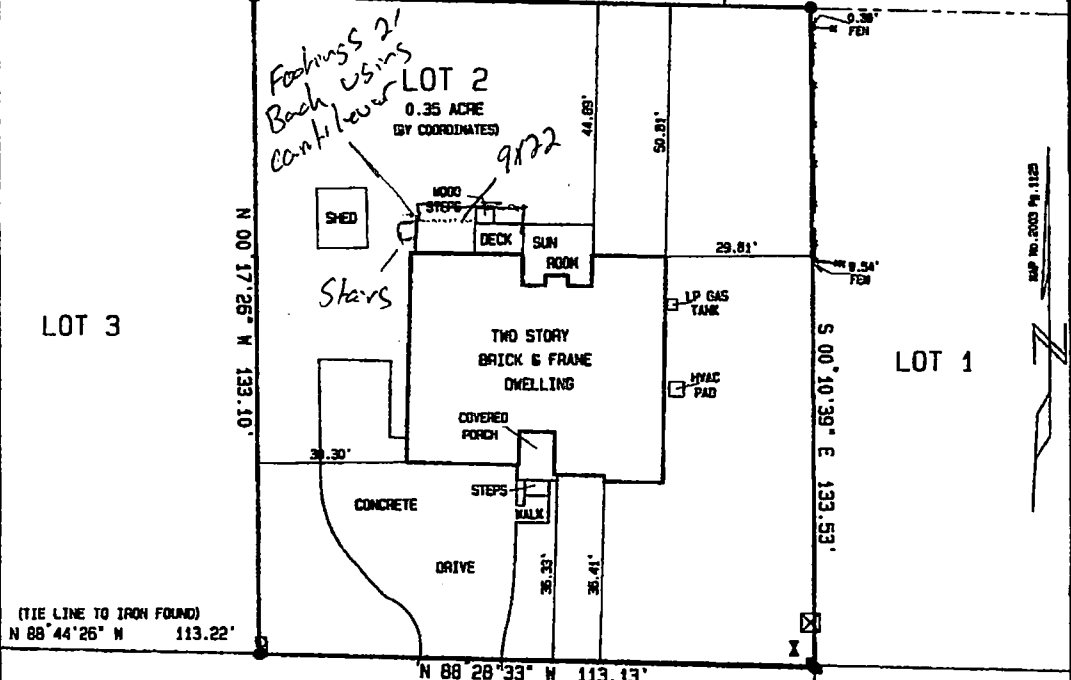 Footings 2'
Back using
cantilever
LOT 2
0.35 ACRE
(BY COORDINATES)
9x22
44.89'
50.81'
0.38'
FEN
MAP No.2003 Pg.1125
SHED
WOOD
STEPS
DECK
SUN
ROOM
29.81'
0.54'
FEN
Stairs
LP GAS
TANK
N 00°17'26" W 133.10'
LOT 3
TWO STORY
BRICK & FRAME
DWELLING
HVAC
PAD
S 00°10'39" E 133.53'
LOT 1
N
COVERED
PORCH
STEPS
WALK
CONCRETE
DRIVE
36.33'
36.41'
(TIE LINE TO IRON FOUND)
N 88°44'26" W 113.22'
N 88°28'33" W 113.13'